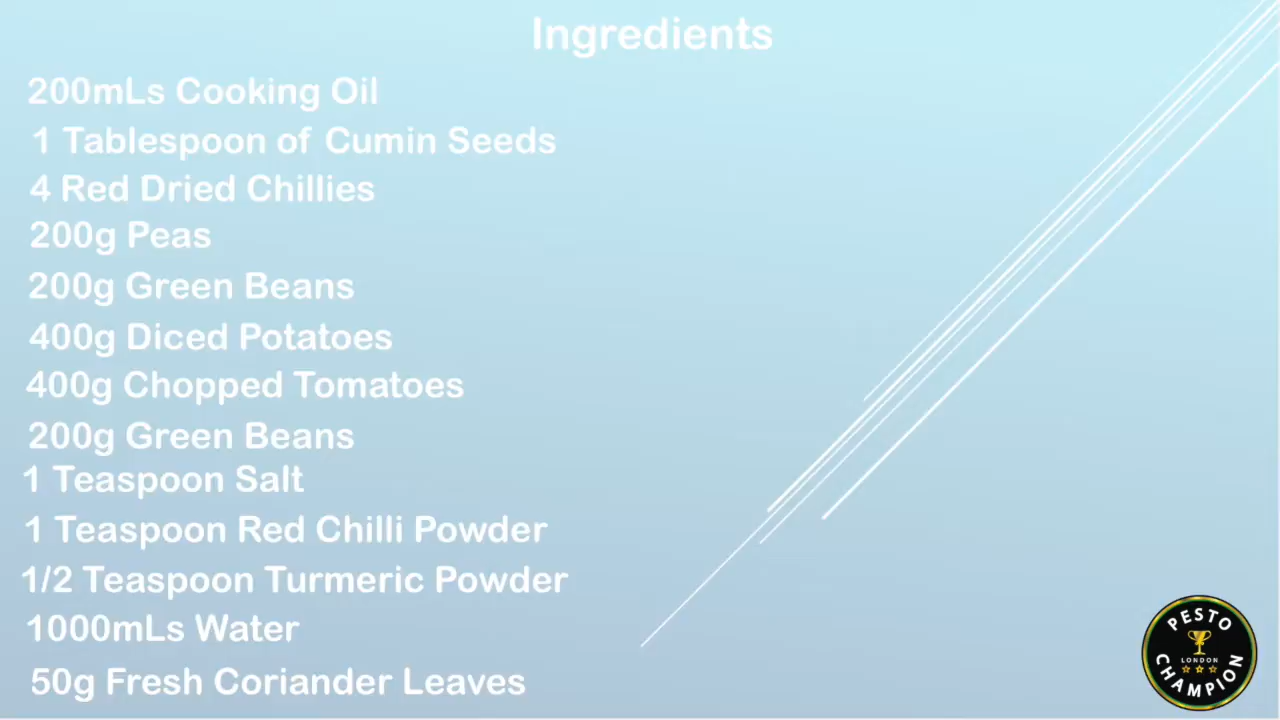 Ingredients
200mLs Cooking Oil
1 Tablespoon of Cumin Seeds
4 Red Dried Chillies
200g Peas
200g Green Beans
400g Diced Potatoes
400g Chopped Tomatoes
200g Green Beans
1 Teaspoon Salt
1 Teaspoon Red Chilli Powder
1/2 Teaspoon Turmeric Powder
1000mLs Water
50g Fresh Coriander Leaves
PESTO
LONDON
CHAMPION